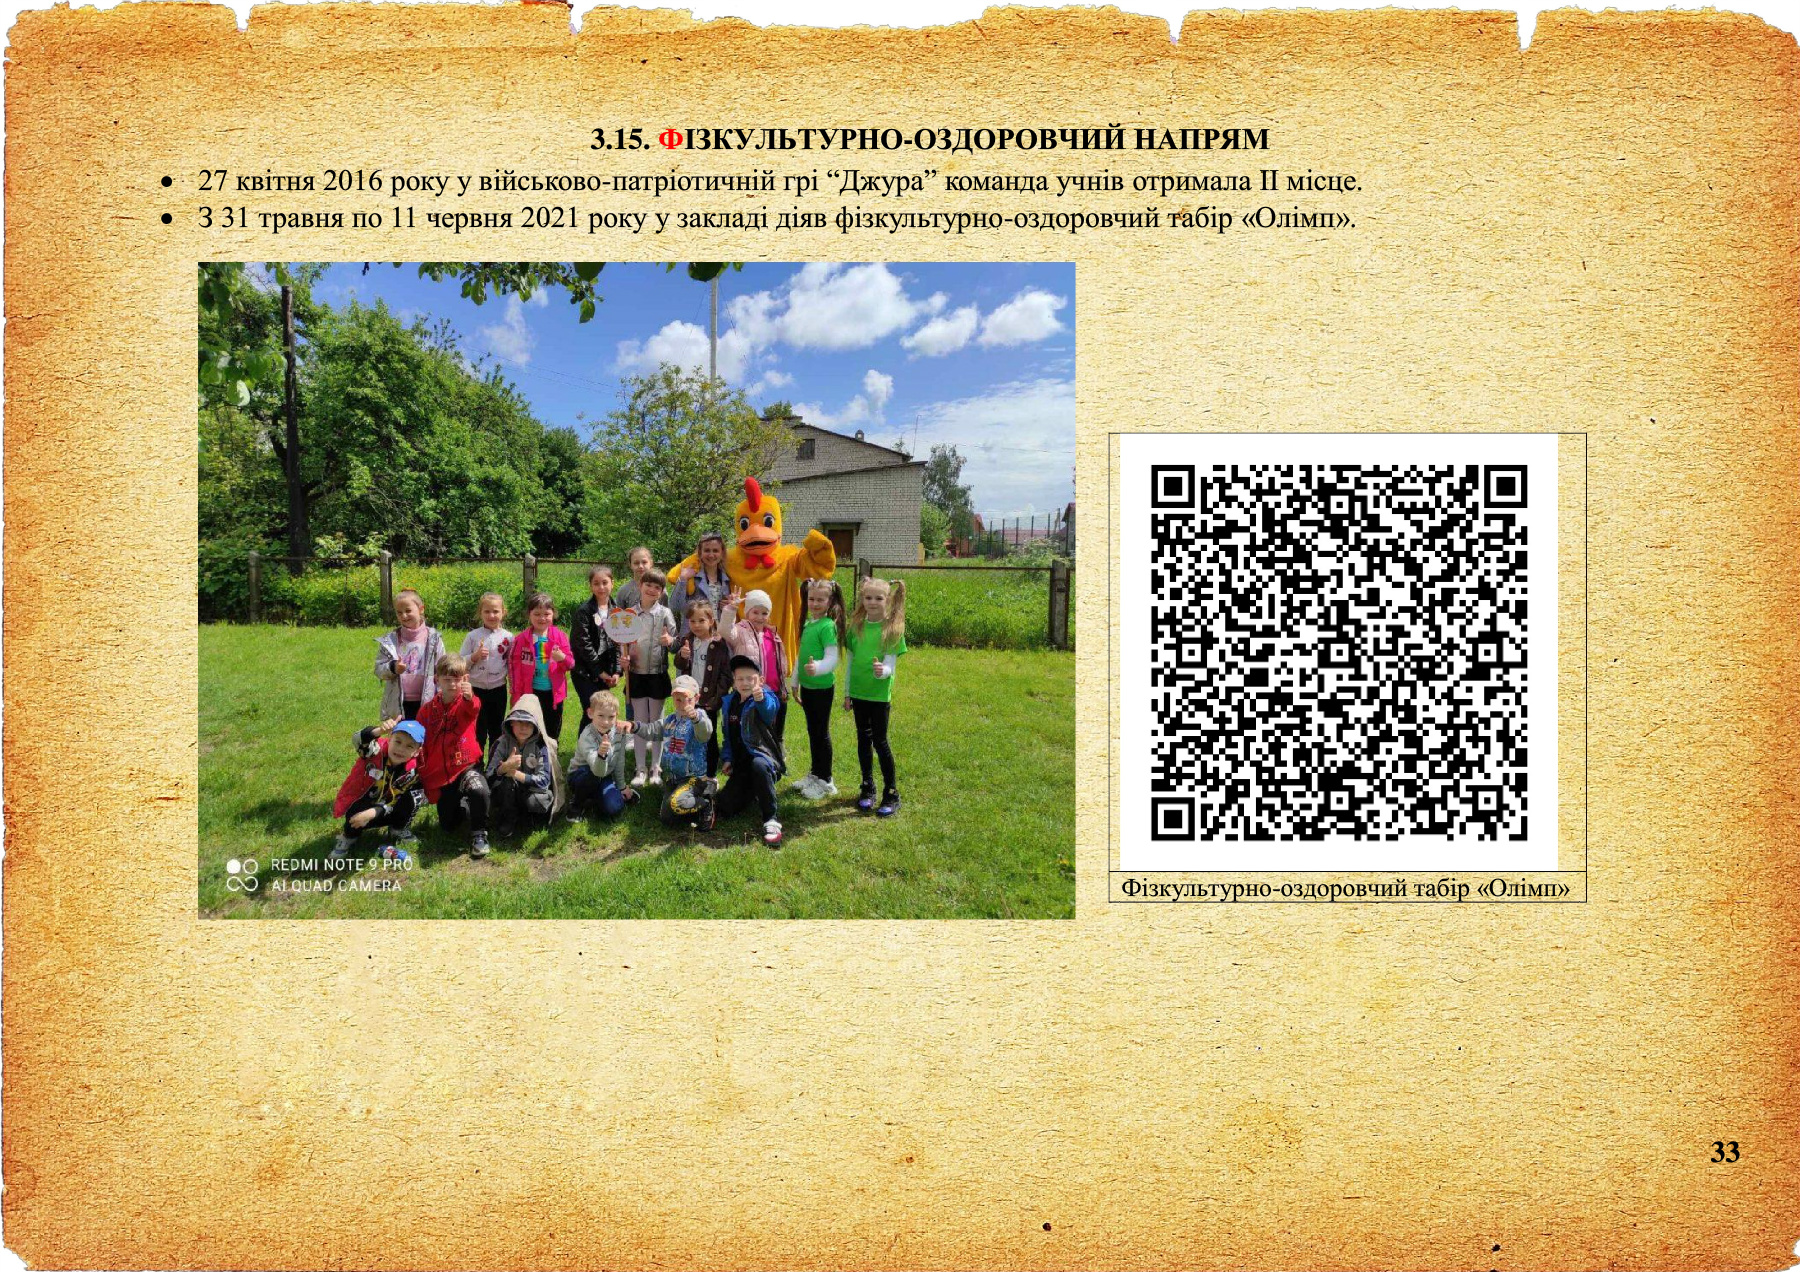 3.15. ФІЗКУЛЬТУРНО-ОЗДОРОВЧИЙ НАПРЯМ
• 27 квітня 2016 року у військово-патріотичній грі “Джура” команда учнів отримала ІІ місце.
• З 31 травня по 11 червня 2021 року у закладі діяв фізкультурно-оздоровчий табір «Олімп».
REDMI NOTE 9 PRO
AI QUAD CAMERA
Фізкультурно-оздоровчий табір «Олімп»
33